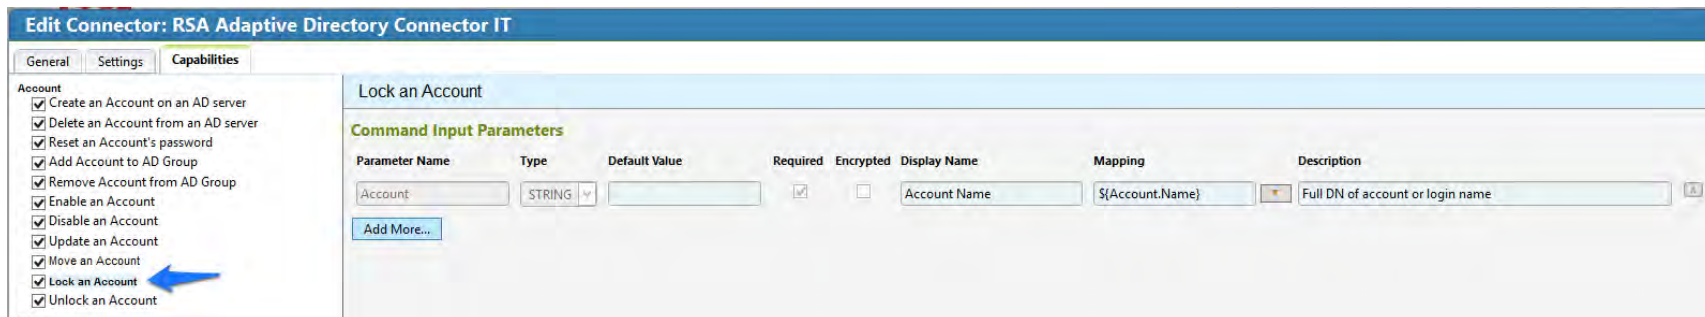 Edit Connector: RSA Adaptive Directory Connector IT
General Settings Capabilities
Account
Create an Account on an AD server
Delete an Account from an AD server
Reset an Account's password
Add Account to AD Group
Remove Account from AD Group
Enable an Account
Disable an Account
Update an Account
Move an Account
Lock an Account
Unlock an Account
Lock an Account
Command Input Parameters
Parameter Name Type Default Value Required Encrypted Display Name Mapping Description
Account STRING Account Name ${Account.Name} Full DN of account or login name
Add More...